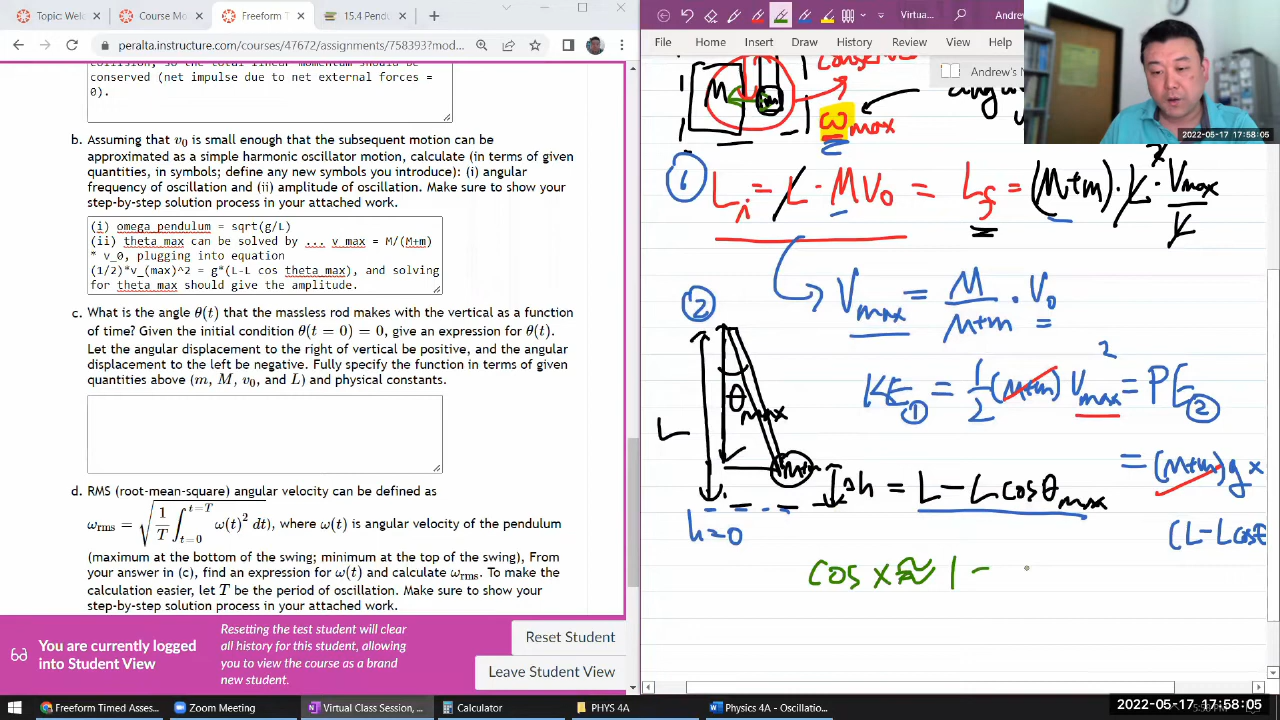 Topic: Welc
Course Mo
Freeform T
15.4 Pendu
peralta.instructure.com/courses/47672/assignments/758393?mod...
collision, so the total linear momentum should be
conserved (net impulse due to net external forces =
0).
b. Assuming that v0 is small enough that the subsequent motion can be
approximated as a simple harmonic oscillator motion, calculate (in terms of given
quantities, in symbols; define any new symbols you introduce): (i) angular
frequency of oscillation and (ii) amplitude of oscillation. Make sure to show your
step-by-step solution process in your attached work.
(i) omega_pendulum = sqrt(g/L)
(ii) theta_max can be solved by ... v_max = M/(M+m)
* v_0, plugging into equation
(1/2)*v_(max)^2 = g*(L-L cos theta_max), and solving
for theta_max should give the amplitude.
c. What is the angle θ(t) that the massless rod makes with the vertical as a function
of time? Given the initial condition θ(t = 0) = 0, give an expression for θ(t).
Let the angular displacement to the right of vertical be positive, and the angular
displacement to the left be negative. Fully specify the function in terms of given
quantities above (m, M, v0, and L) and physical constants.
d. RMS (root-mean-square) angular velocity can be defined as
ωrms = √(1/T ∫_{t=0}^{t=T} ω(t)² dt), where ω(t) is angular velocity of the pendulum
(maximum at the bottom of the swing; minimum at the top of the swing), From
your answer in (c), find an expression for ω(t) and calculate ωrms. To make the
calculation easier, let T be the period of oscillation. Make sure to show your
step-by-step solution process in your attached work.
You are currently logged
into Student View
Resetting the test student will clear
all history for this student, allowing
you to view the course as a brand
new student.
Reset Student
Leave Student View
Virtua...
Andrew
File Home Insert Draw History Review View Help
Andrew's N
M
m
ωmax
① Li = L · M V0 = Lf = (M+m) · L² · Vmax/L
Vmax = M/(M+m) · V0 =
②
θmax
L
M+m
h=0
KE① = 1/2 (M+m) Vmax² = PE②
= (M+m)g ×
(L-Lcosθ
Δh = L - Lcosθmax
cos x ≈ 1 -
2022-05-17 17:58:05
Freeform Timed Asses...
Zoom Meeting
Virtual Class Session, ...
Calculator
PHYS 4A
Physics 4A - Oscillatio...
2022-05-17 17:58:05